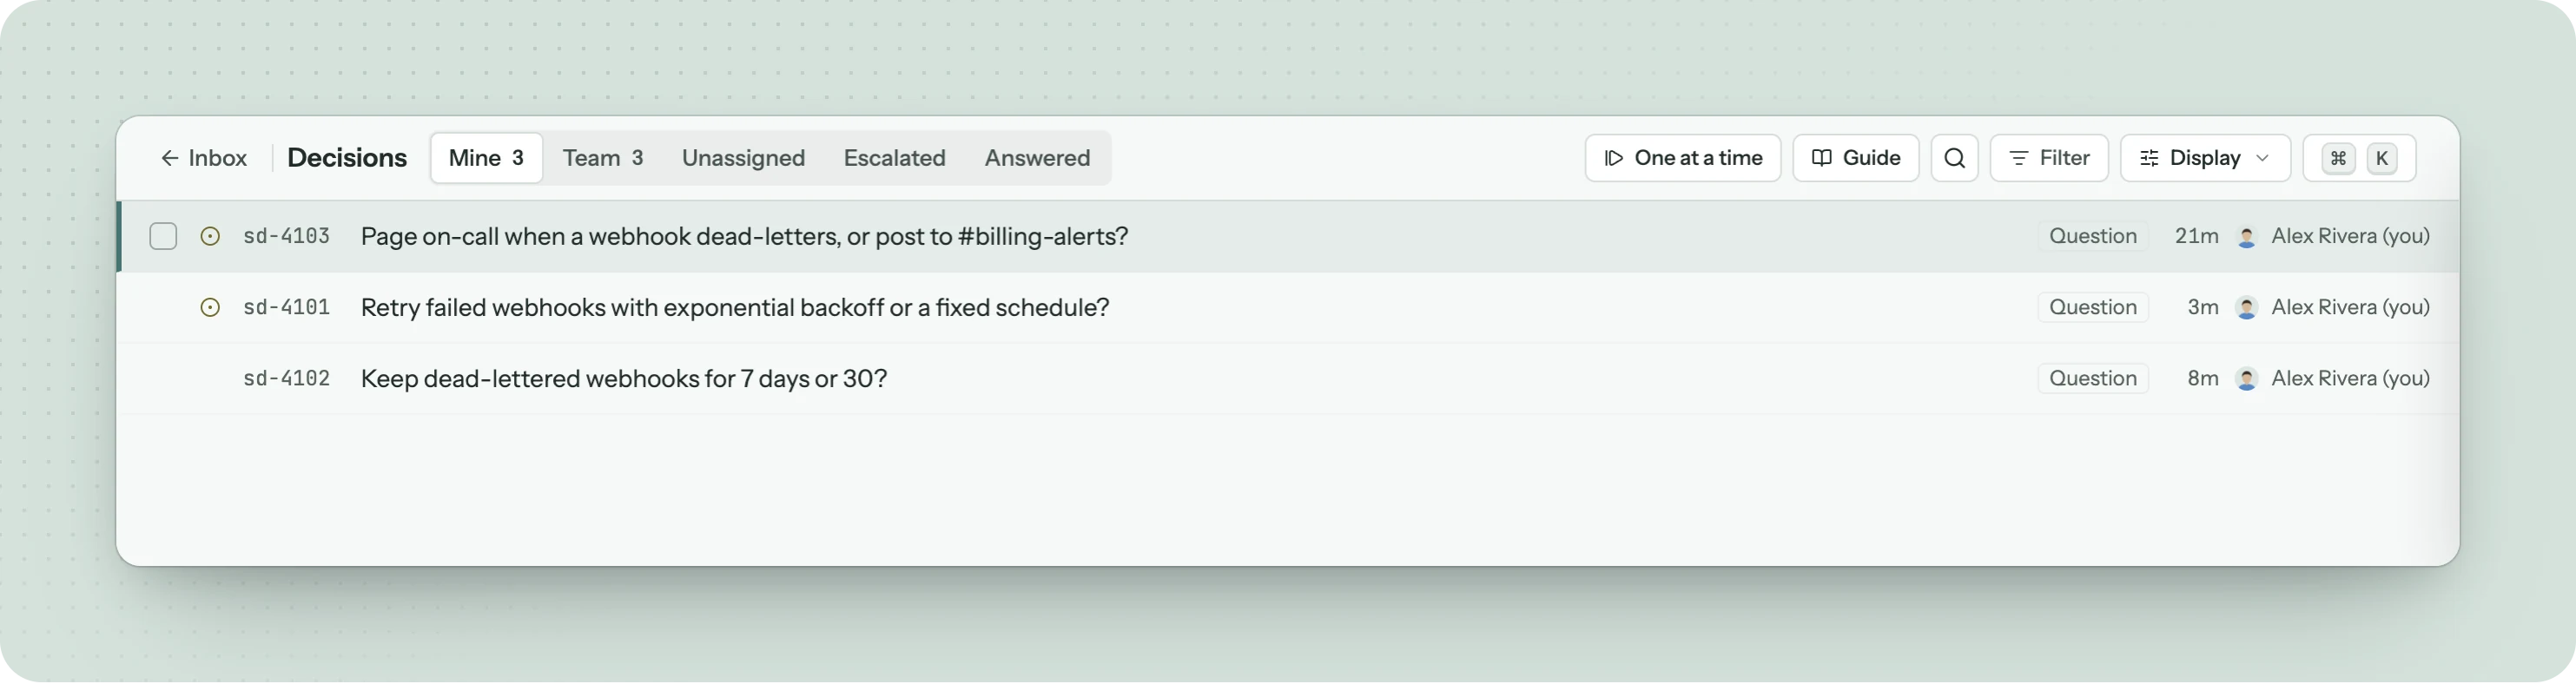 Inbox Decisions Mine 3 Team 3 Unassigned Escalated Answered One at a time Guide Filter Display ⌘ K
sd-4103 Page on-call when a webhook dead-letters, or post to #billing-alerts? Question 21m Alex Rivera (you)
sd-4101 Retry failed webhooks with exponential backoff or a fixed schedule? Question 3m Alex Rivera (you)
sd-4102 Keep dead-lettered webhooks for 7 days or 30? Question 8m Alex Rivera (you)